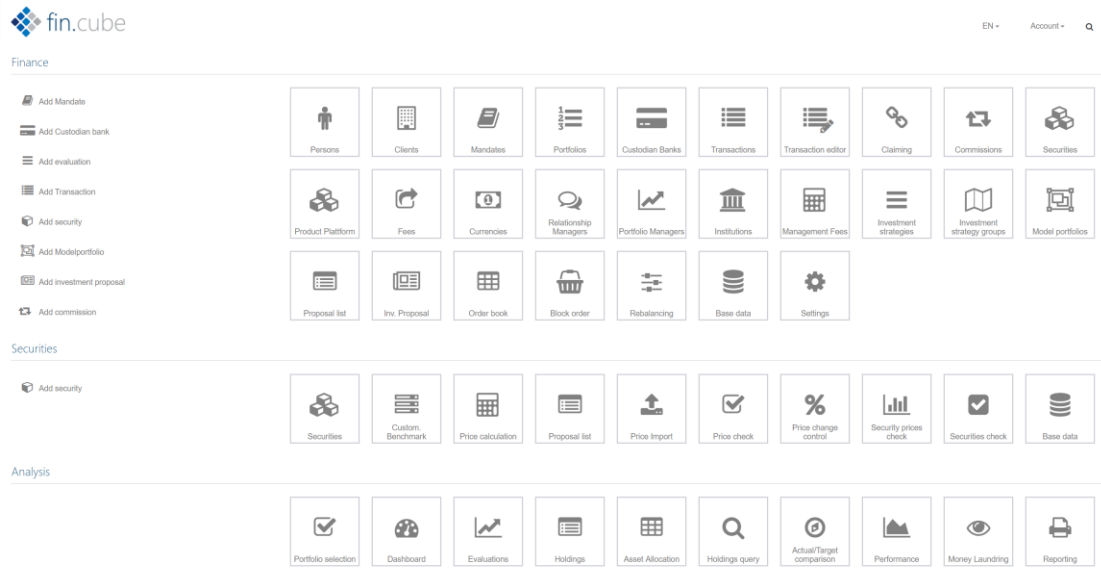 fin.cube
EN
Account
Finance
Add Mandate
Add Custodian bank
Add evaluation
Add Transaction
Add security
Add Modelportfolio
Add investment proposal
Add commission
1
2
3
Persons
Clients
Mandates
Portfolios
Custodian Banks
Transactions
Transaction editor
Claiming
Commissions
Securities
1
Product Plattform
Fees
Currencies
Relationship
Managers
Portfolio Managers
Institutions
Management Fees
Investment
strategies
Investment
strategy groups
Model portfolios
Proposal list
Inv. Proposal
Order book
Block order
Rebalancing
Base data
Settings
Securities
Add security
%
Securities
Custom.
Benchmark
Price calculation
Proposal list
Price Import
Price check
Price change
control
Security prices
check
Securities check
Base data
Analysis
Portfolio selection
Dashboard
Evaluations
Holdings
Asset Allocation
Holdings query
Actual/Target
comparison
Performance
Money Laundring
Reporting